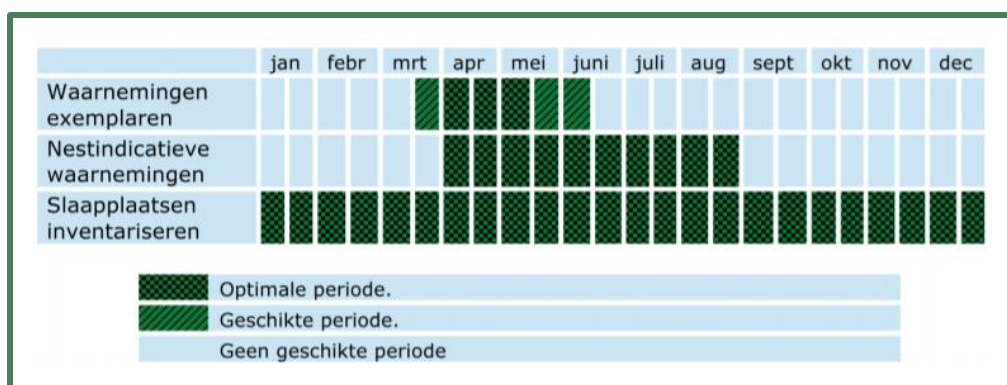 jan febr mrt apr mei juni juli aug sept okt nov dec
Waarnemingen
exemplaren
Nestindicatieve
waarnemingen
Slaapplaatsen
inventariseren
Optimale periode.
Geschikte periode.
Geen geschikte periode